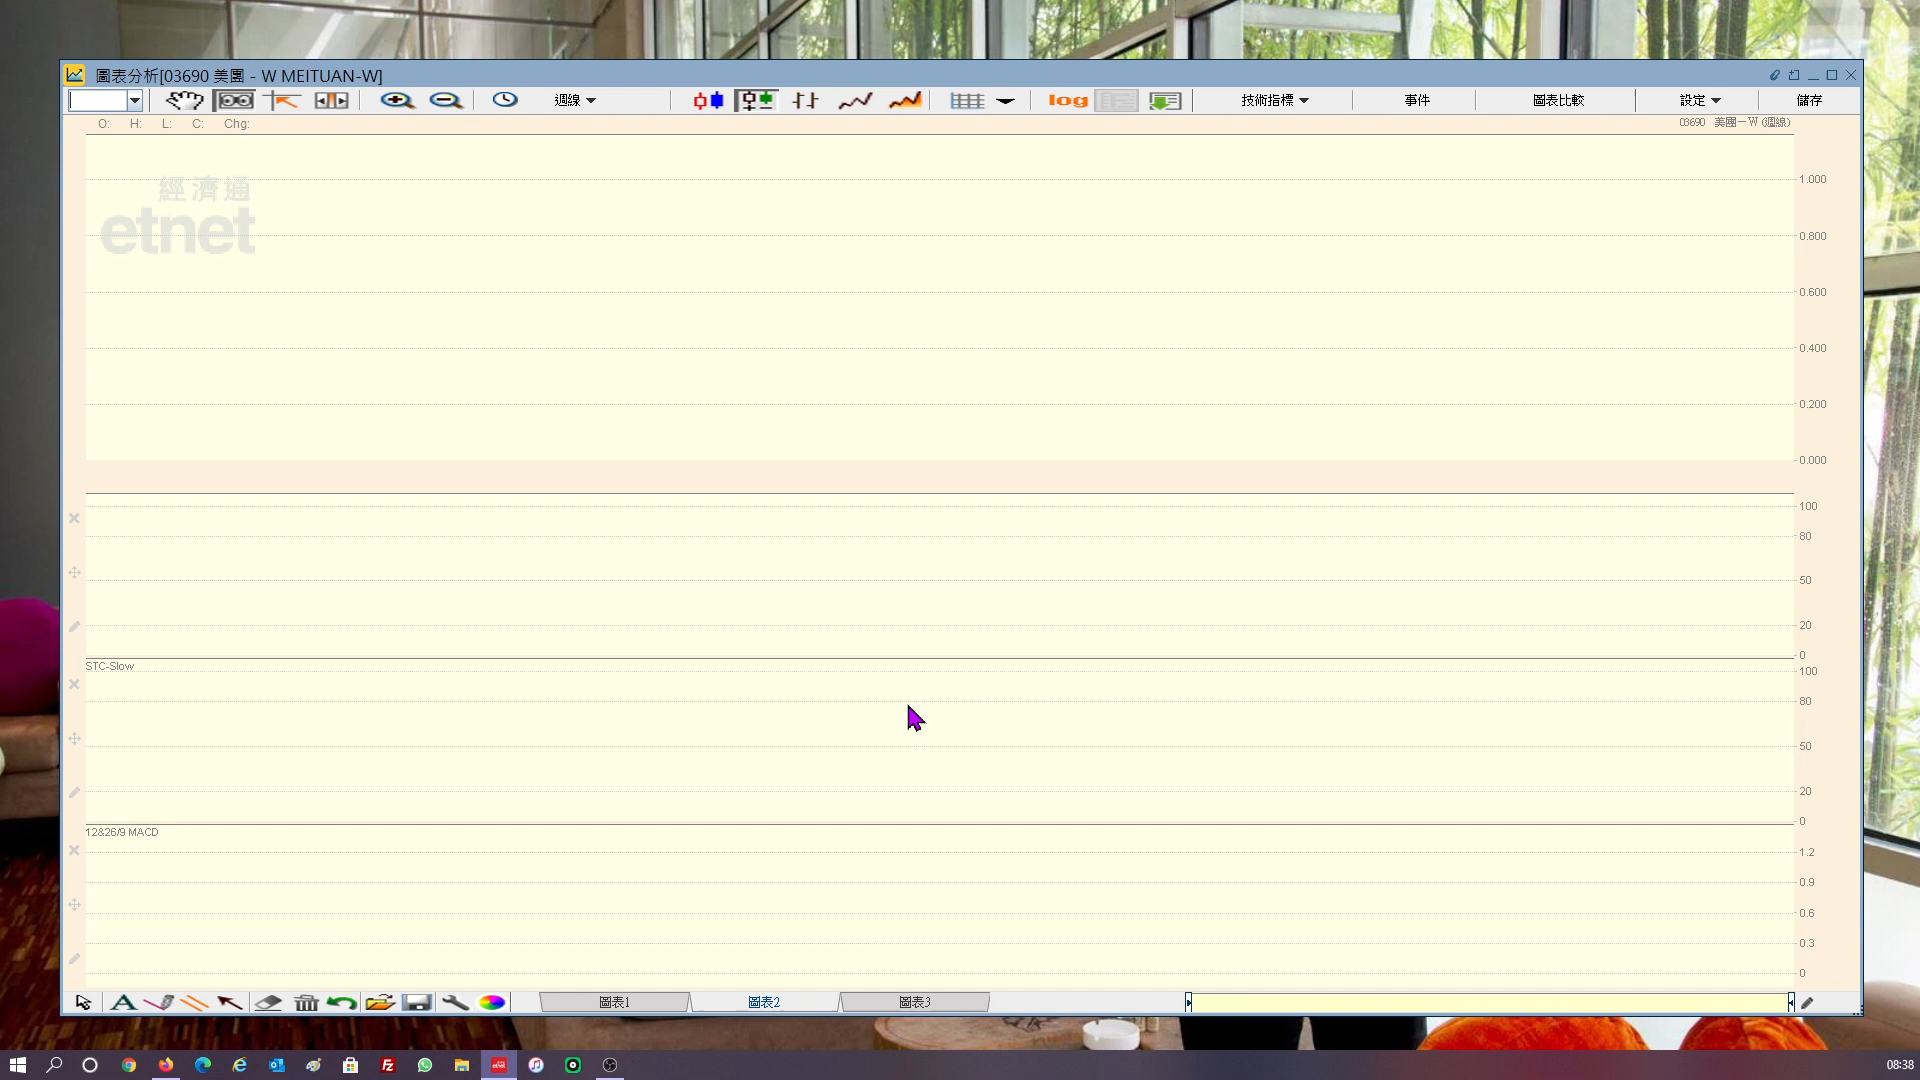 圖表分析[03690 美團 - W MEITUAN-W]
週線 log 技術指標 事件 圖表比較 設定 儲存
O: H: L: C: Chg: 03690 美團－W (週線)
經濟通
etnet
1.000
0.800
0.600
0.400
0.200
0.000
100
80
50
20
0
STC-Slow
100
80
50
20
0
12&26/9 MACD
1.2
0.9
0.6
0.3
0
圖表1 圖表2 圖表3
08:38